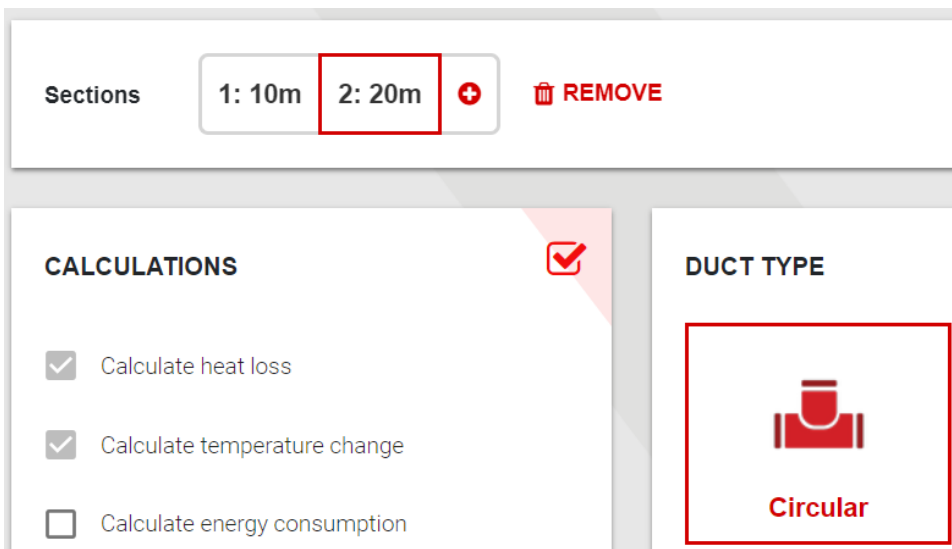 Sections 1: 10m 2: 20m REMOVE
CALCULATIONS
Calculate heat loss
Calculate temperature change
Calculate energy consumption
DUCT TYPE
Circular